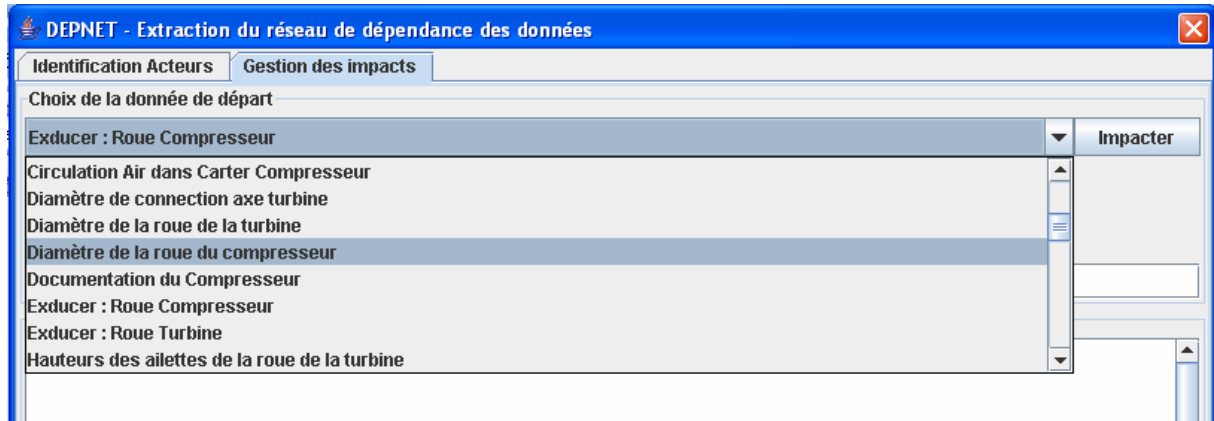 DEPNET - Extraction du réseau de dépendance des données
Identification Acteurs Gestion des impacts
Choix de la donnée de départ
Exducer : Roue Compresseur Impacter
Circulation Air dans Carter Compresseur
Diamètre de connection axe turbine
Diamètre de la roue de la turbine
Diamètre de la roue du compresseur
Documentation du Compresseur
Exducer : Roue Compresseur
Exducer : Roue Turbine
Hauteurs des ailettes de la roue de la turbine